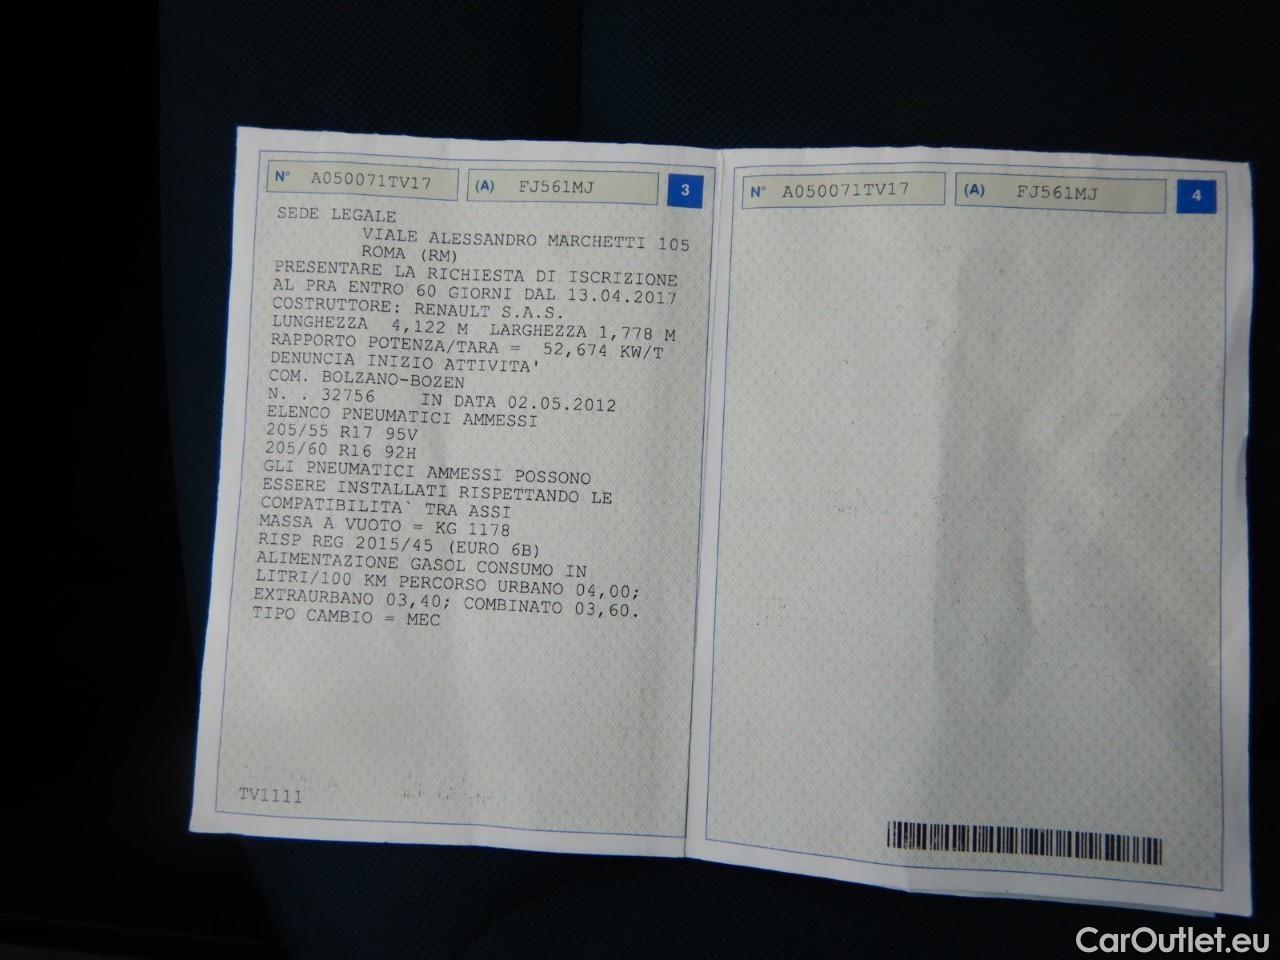 N° A050071TV17 (A) FJ561MJ 3
SEDE LEGALE
VIALE ALESSANDRO MARCHETTI 105
ROMA (RM)
PRESENTARE LA RICHIESTA DI ISCRIZIONE
AL PRA ENTRO 60 GIORNI DAL 13.04.2017
COSTRUTTORE: RENAULT S.A.S.
LUNGHEZZA 4,122 M LARGHEZZA 1,778 M
RAPPORTO POTENZA/TARA = 52,674 KW/T
DENUNCIA INIZIO ATTIVITA'
COM. BOLZANO-BOZEN
N. . 32756 IN DATA 02.05.2012
ELENCO PNEUMATICI AMMESSI
205/55 R17 95V
205/60 R16 92H
GLI PNEUMATICI AMMESSI POSSONO
ESSERE INSTALLATI RISPETTANDO LE
COMPATIBILITA` TRA ASSI
MASSA A VUOTO = KG 1178
RISP REG 2015/45 (EURO 6B)
ALIMENTAZIONE GASOL CONSUMO IN
LITRI/100 KM PERCORSO URBANO 04,00;
EXTRAURBANO 03,40; COMBINATO 03,60.
TIPO CAMBIO = MEC
TV1111
N° A050071TV17 (A) FJ561MJ 4
CarOutlet.eu